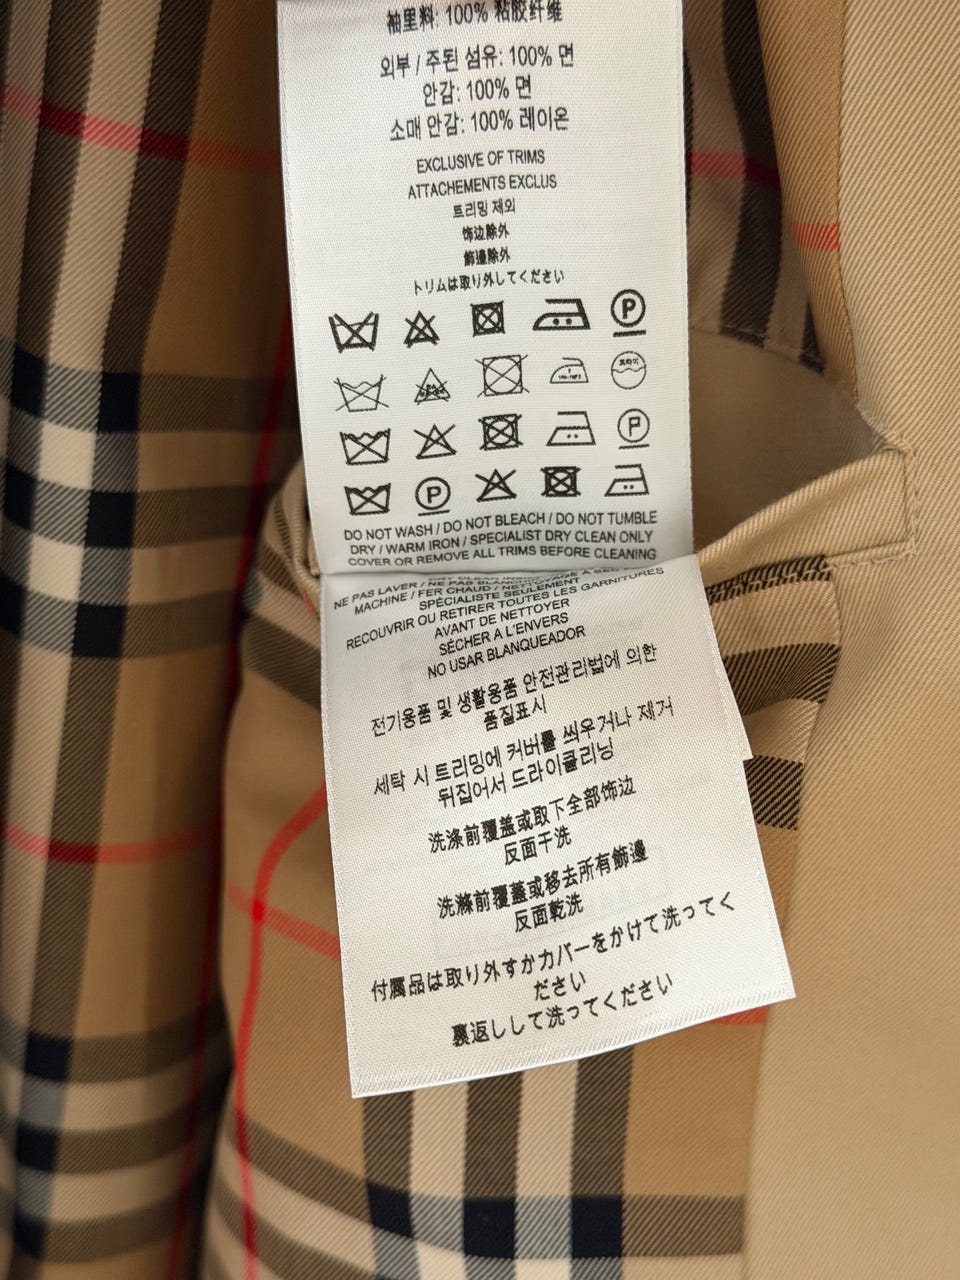 袖里料: 100% 粘胶纤维
외부 / 주된 섬유: 100% 면
안감: 100% 면
소매 안감: 100% 레이온
EXCLUSIVE OF TRIMS
ATTACHEMENTS EXCLUS
트리밍 제외
饰边除外
飾邊除外
トリムは取り外してください
P
P
P
DO NOT WASH / DO NOT BLEACH / DO NOT TUMBLE
DRY / WARM IRON / SPECIALIST DRY CLEAN ONLY
COVER OR REMOVE ALL TRIMS BEFORE CLEANING
DRY CLEAN INSIDE
NE PAS LAVER / NE PAS BLANCHIR / NETTOYAGE A SEC
MACHINE / FER CHAUD / NETTOYAGE A SEC
SPÉCIALISTE SEULEMENT
RECOUVRIR OU RETIRER TOUTES LES GARNITURES
AVANT DE NETTOYER
SÉCHER A L'ENVERS
NO USAR BLANQUEADOR
전기용품 및 생활용품 안전관리법에 의한
품질표시
세탁 시 트리밍에 커버를 씌우거나 제거
뒤집어서 드라이클리닝
洗涤前覆盖或取下全部饰边
反面干洗
洗滌前覆蓋或移去所有飾邊
反面乾洗
付属品は取り外すかカバーをかけて洗ってく
ださい
裏返しして洗ってください